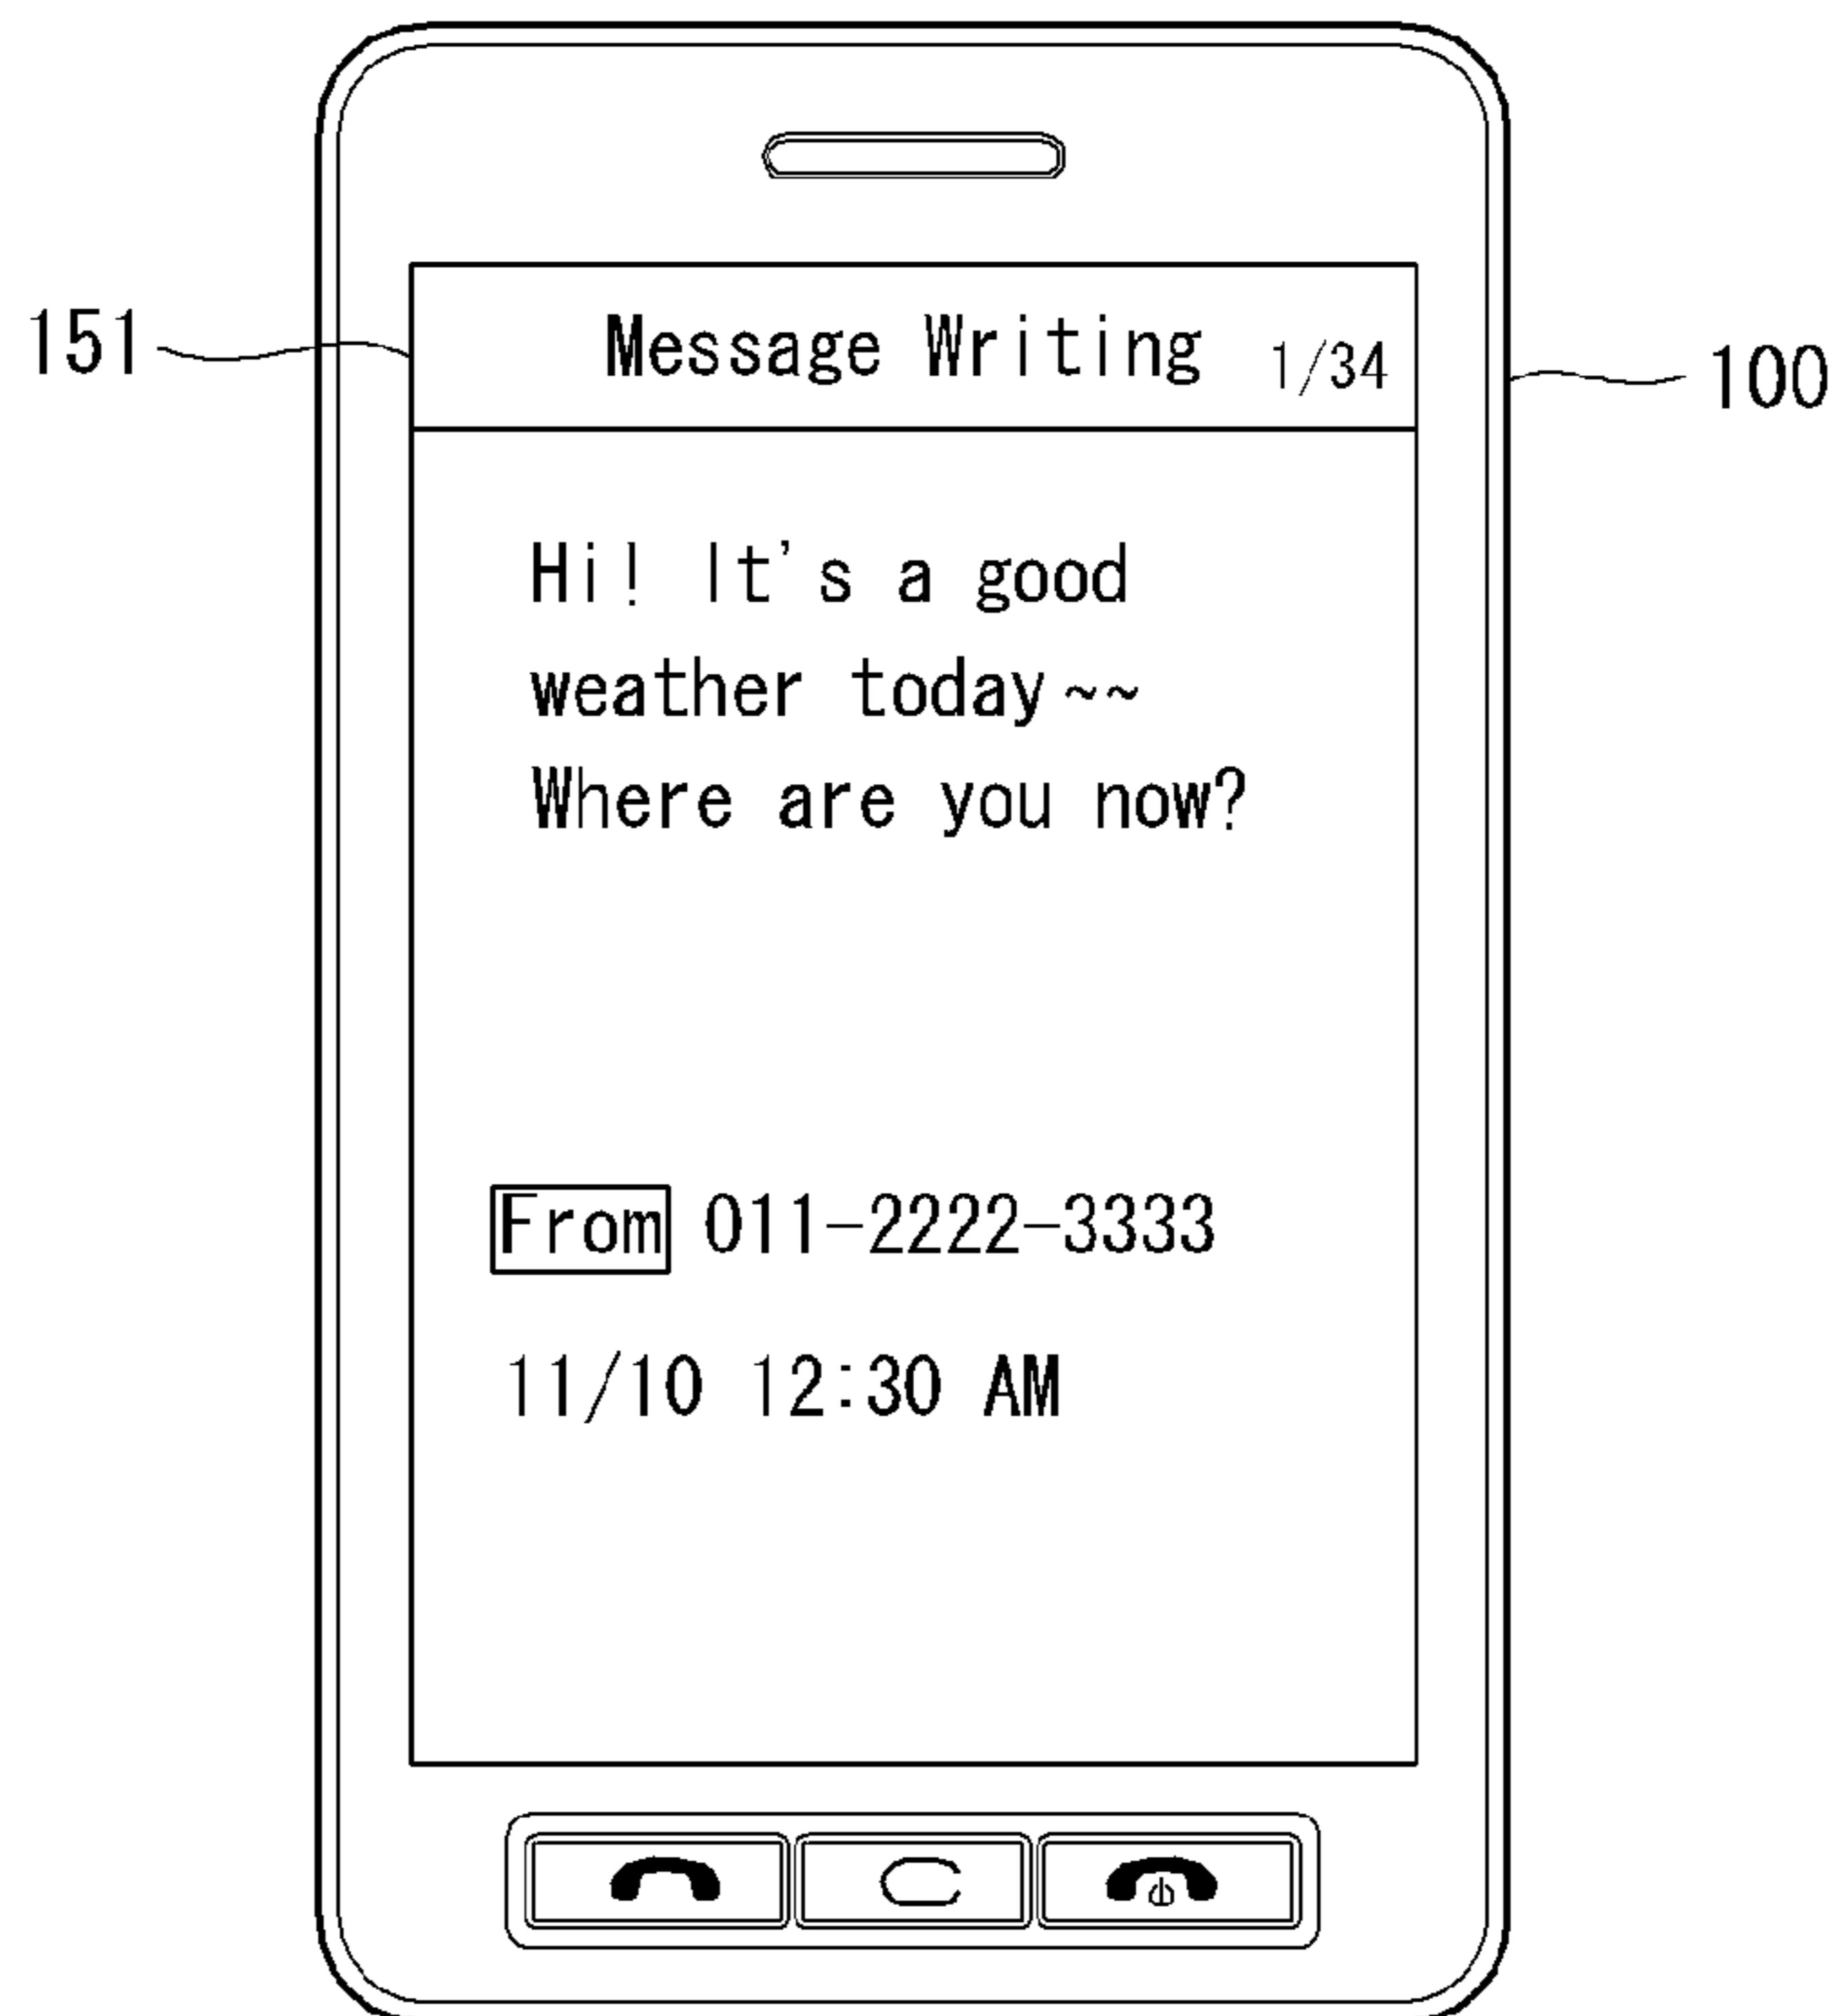 Message Writing 1/34
151
100
Hi! It's a good
weather today~~
Where are you now?
From 011-2222-3333
11/10 12:30 AM
C